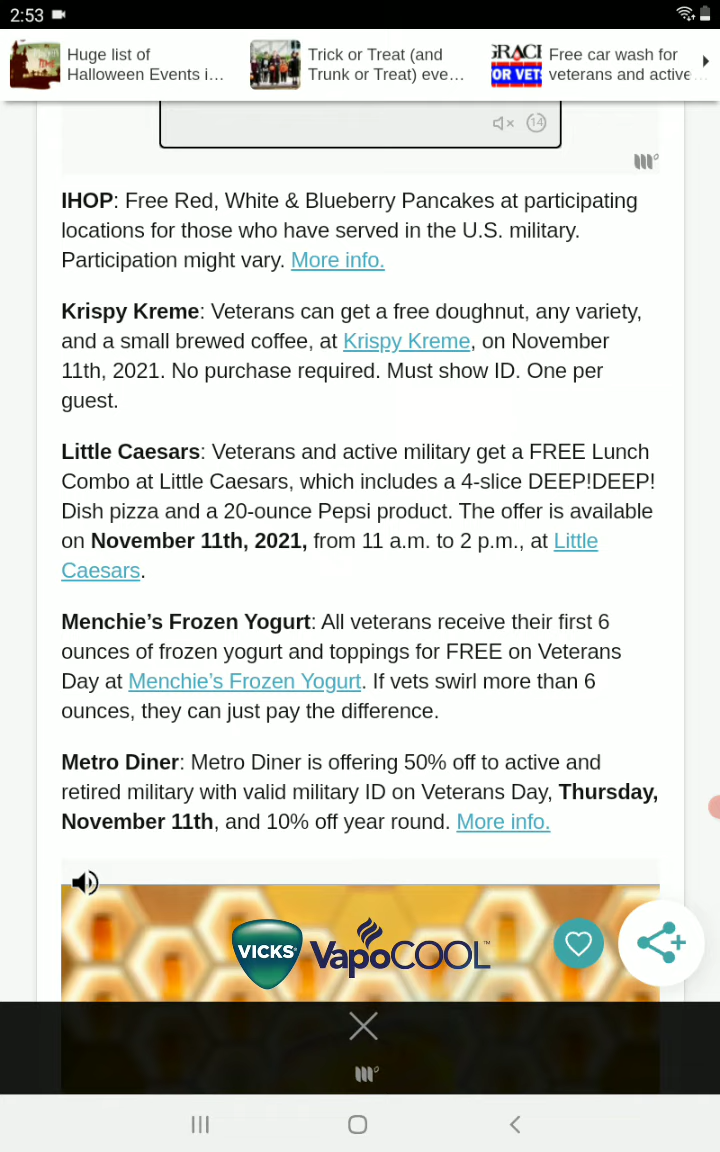 2:53
Huge list of
Halloween Events i...
Trick or Treat (and
Trunk or Treat) eve...
Free car wash for
veterans and active...
OR VETS
14
IHOP: Free Red, White & Blueberry Pancakes at participating
locations for those who have served in the U.S. military.
Participation might vary. More info.
Krispy Kreme: Veterans can get a free doughnut, any variety,
and a small brewed coffee, at Krispy Kreme, on November
11th, 2021. No purchase required. Must show ID. One per
guest.
Little Caesars: Veterans and active military get a FREE Lunch
Combo at Little Caesars, which includes a 4-slice DEEP!DEEP!
Dish pizza and a 20-ounce Pepsi product. The offer is available
on November 11th, 2021, from 11 a.m. to 2 p.m., at Little
Caesars.
Menchie’s Frozen Yogurt: All veterans receive their first 6
ounces of frozen yogurt and toppings for FREE on Veterans
Day at Menchie’s Frozen Yogurt. If vets swirl more than 6
ounces, they can just pay the difference.
Metro Diner: Metro Diner is offering 50% off to active and
retired military with valid military ID on Veterans Day, Thursday,
November 11th, and 10% off year round. More info.
VICKS VapoCOOL™